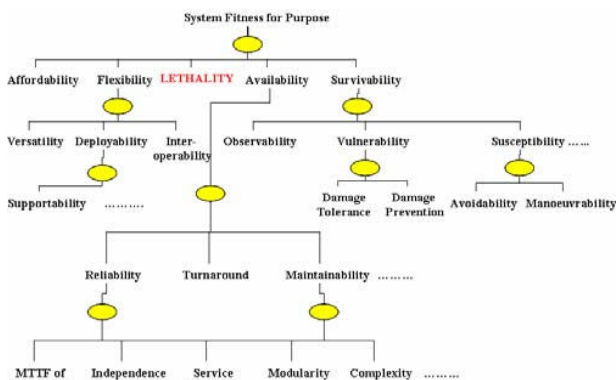 System Fitness for Purpose
Affordability Flexibility LETHALITY Availability Survivability
Versatility Deployability Inter-
operability
Observability Vulnerability Susceptibility ... ...
Supportability ..........
Damage
Tolerance
Damage
Prevention
Avoidability Manoeuvrability
Reliability Turnaround Maintainability .........
MTTF of Independence Service Modularity Complexity .........